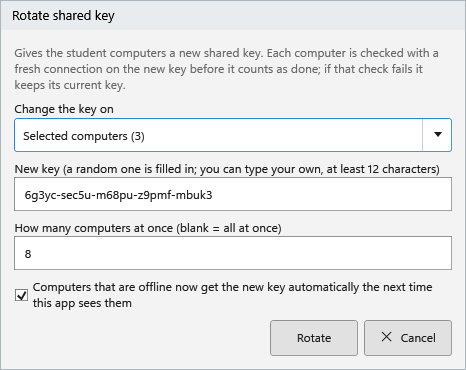 Rotate shared key
Gives the student computers a new shared key. Each computer is checked with a
fresh connection on the new key before it counts as done; if that check fails it
keeps its current key.
Change the key on
Selected computers (3)
New key (a random one is filled in; you can type your own, at least 12 characters)
6g3yc-sec5u-m68pu-z9pmf-mbuk3
How many computers at once (blank = all at once)
8
Computers that are offline now get the new key automatically the next time
this app sees them
Rotate
Cancel